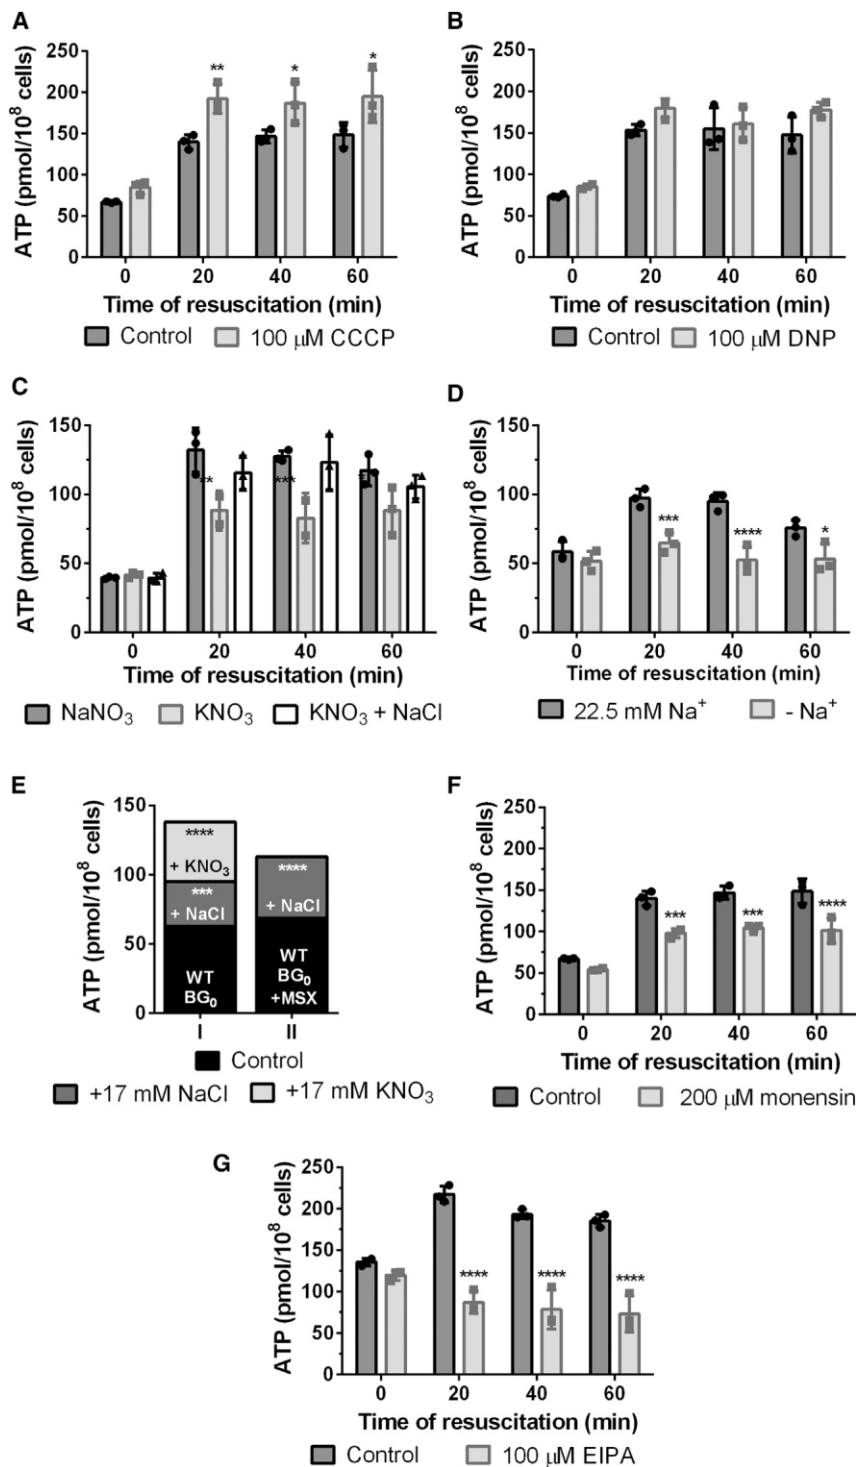 A
ATP (pmol/10⁸ cells)
250
200
150
100
50
0
**
*
*
0 20 40 60
Time of resuscitation (min)
Control 100 μM CCCP
B
ATP (pmol/10⁸ cells)
250
200
150
100
50
0
0 20 40 60
Time of resuscitation (min)
Control 100 μM DNP
C
ATP (pmol/10⁸ cells)
150
100
50
0
**
***
*
0 20 40 60
Time of resuscitation (min)
NaNO₃ KNO₃ KNO₃ + NaCl
D
ATP (pmol/10⁸ cells)
150
100
50
0
***
****
*
0 20 40 60
Time of resuscitation (min)
22.5 mM Na⁺ - Na⁺
E
ATP (pmol/10⁸ cells)
150
100
50
0
****
+ KNO₃
***
+ NaCl
WT
BG₀
****
+ NaCl
WT
BG₀
+MSX
I II
Control
+17 mM NaCl +17 mM KNO₃
F
ATP (pmol/10⁸ cells)
250
200
150
100
50
0
***
***
****
0 20 40 60
Time of resuscitation (min)
Control 200 μM monensin
G
ATP (pmol/10⁸ cells)
250
200
150
100
50
0
****
****
****
0 20 40 60
Time of resuscitation (min)
Control 100 μM EIPA